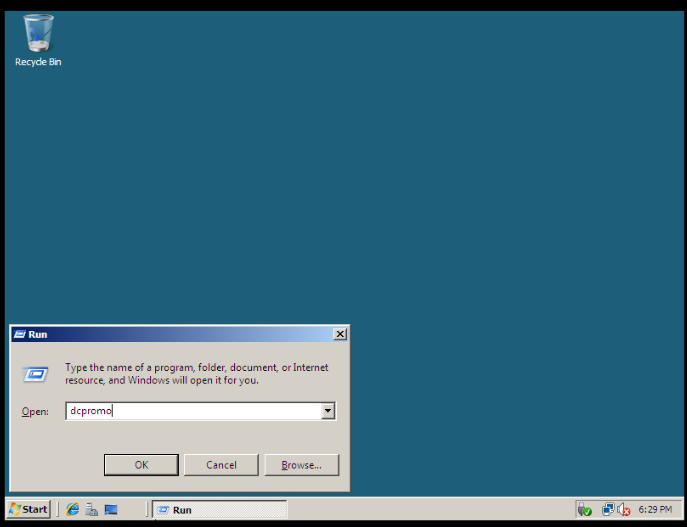 Recycle Bin
Run
Type the name of a program, folder, document, or Internet
resource, and Windows will open it for you.
Open: dcpromo
OK Cancel Browse...
Start Run 6:29 PM